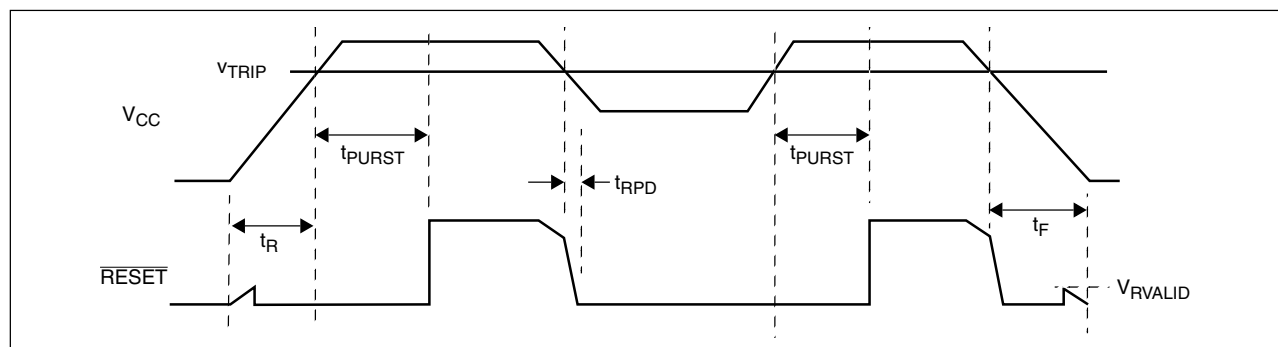 vTRIP
VCC
tPURST
tPURST
tRPD
tR
tF
RESET
VRVALID